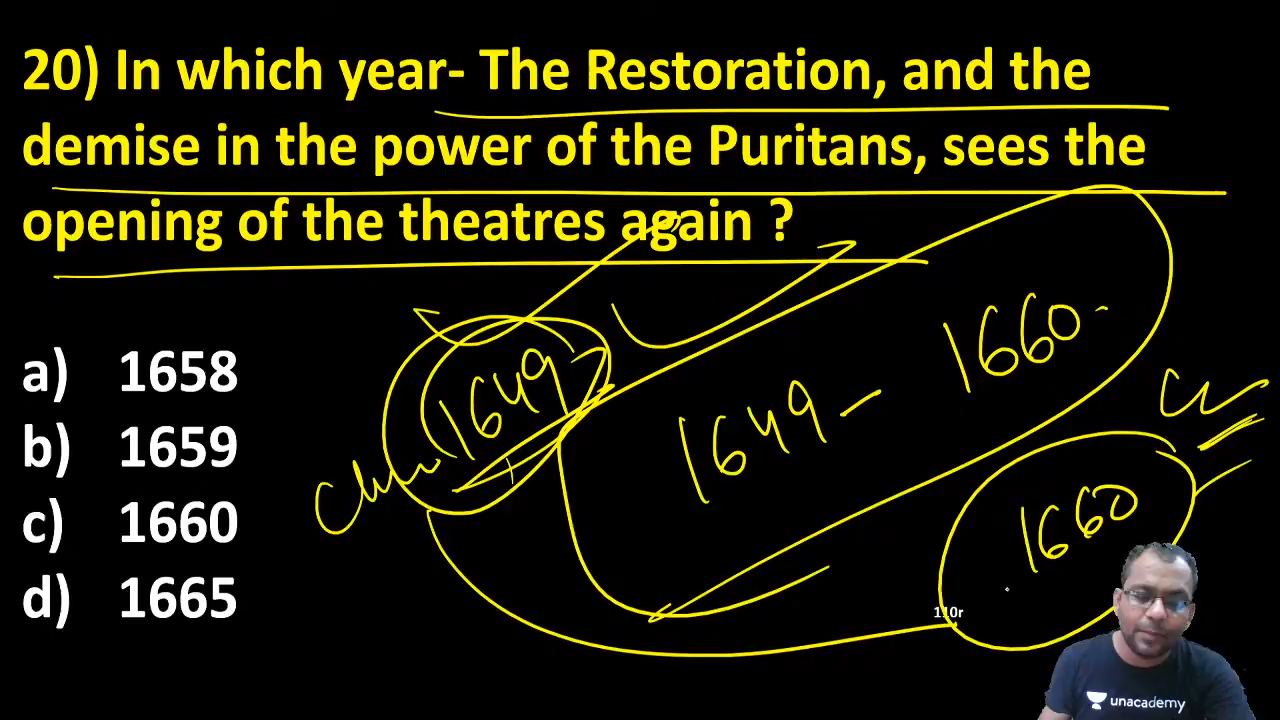 20) In which year- The Restoration, and the
demise in the power of the Puritans, sees the
opening of the theatres again ?
a) 1658
b) 1659
c) 1660
d) 1665
1649
1649 - 1660
1660
110r
unacademy